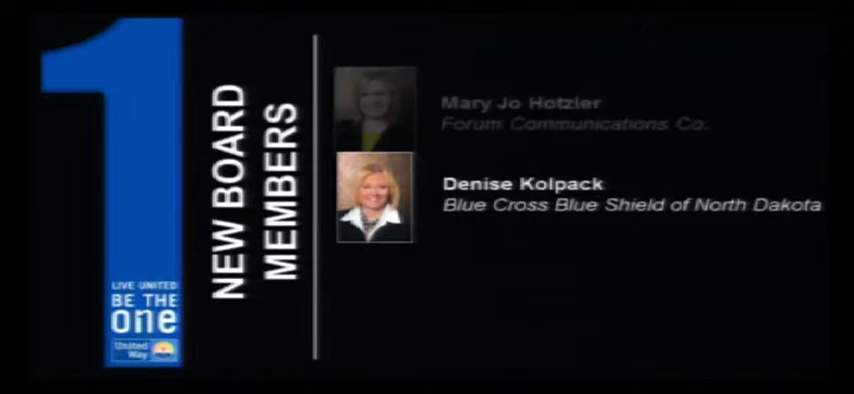 LIVE UNITED
BE THE
one
United
Way
NEW BOARD
MEMBERS
Mary Jo Hotzler
Forum Communications Co.
Denise Kolpack
Blue Cross Blue Shield of North Dakota